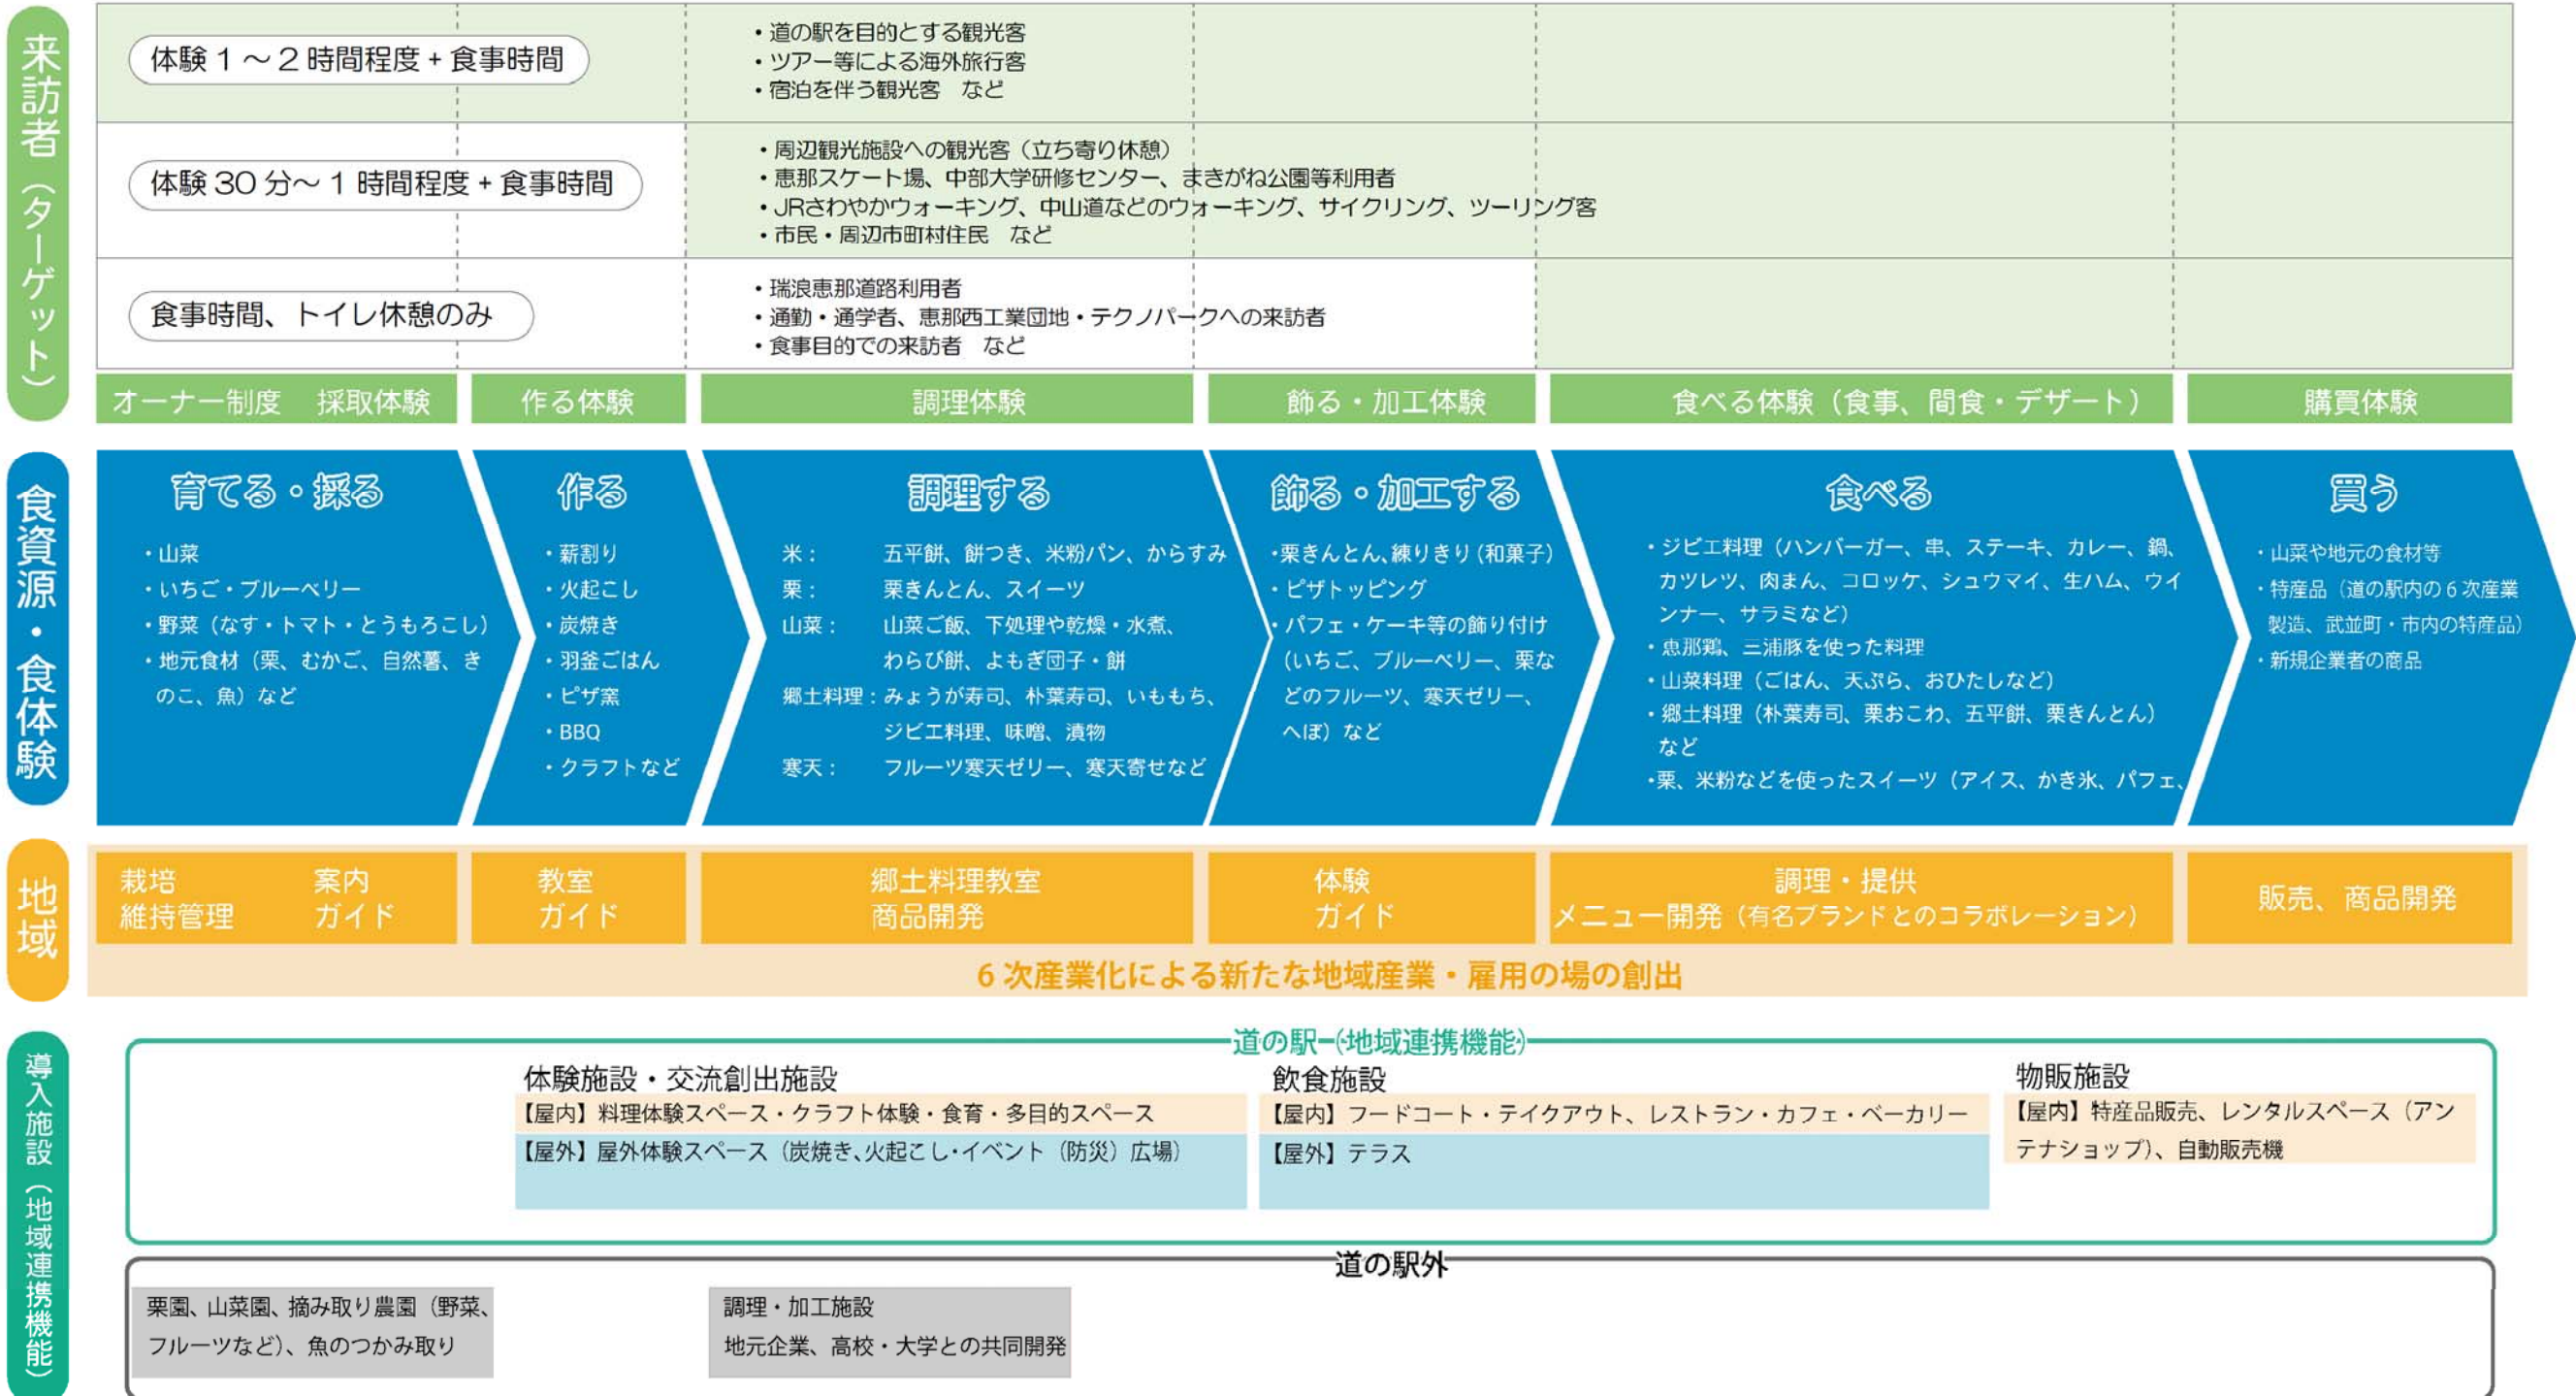 来訪者（ターゲット）
体験１～２時間程度＋食事時間
・道の駅を目的とする観光客
・ツアー等による海外旅行客
・宿泊を伴う観光客　など
体験30分～１時間程度＋食事時間
・周辺観光施設への観光客（立ち寄り休憩）
・恵那スケート場、中部大学研修センター、まきがね公園等利用者
・JRさわやかウォーキング、中山道などのウォーキング、サイクリング、ツーリング客
・市民・周辺市町村住民　など
食事時間、トイレ休憩のみ
・瑞浪恵那道路利用者
・通勤・通学者、恵那西工業団地・テクノパークへの来訪者
・食事目的での来訪者　など
オーナー制度　採取体験
作る体験
調理体験
飾る・加工体験
食べる体験（食事、間食・デザート）
購買体験
食資源・食体験
育てる・採る
・山菜
・いちご・ブルーベリー
・野菜（なす・トマト・とうもろこし）
・地元食材（栗、むかご、自然薯、き
のこ、魚）など
作る
・薪割り
・火起こし
・炭焼き
・羽釜ごはん
・ピザ窯
・BBQ
・クラフトなど
調理する
米：　五平餅、餅つき、米粉パン、からすみ
栗：　栗きんとん、スイーツ
山菜：　山菜ご飯、下処理や乾燥・水煮、
わらび餅、よもぎ団子・餅
郷土料理：みょうが寿司、朴葉寿司、いももち、
ジビエ料理、味噌、漬物
寒天：　フルーツ寒天ゼリー、寒天寄せなど
飾る・加工する
・栗きんとん、練りきり（和菓子）
・ピザトッピング
・パフェ・ケーキ等の飾り付け
（いちご、ブルーベリー、栗な
どのフルーツ、寒天ゼリー、
へぼ）など
食べる
・ジビエ料理（ハンバーガー、串、ステーキ、カレー、鍋、
カツレツ、肉まん、コロッケ、シュウマイ、生ハム、ウイ
ンナー、サラミなど）
・恵那鶏、三浦豚を使った料理
・山菜料理（ごはん、天ぷら、おひたしなど）
・郷土料理（朴葉寿司、栗おこわ、五平餅、栗きんとん）
など
・栗、米粉などを使ったスイーツ（アイス、かき氷、パフェ、
買う
・山菜や地元の食材等
・特産品（道の駅内の６次産業
製造、武並町・市内の特産品）
・新規企業者の商品
地域
栽培
維持管理
案内
ガイド
教室
ガイド
郷土料理教室
商品開発
体験
ガイド
調理・提供
メニュー開発（有名ブランドとのコラボレーション）
販売、商品開発
６次産業化による新たな地域産業・雇用の場の創出
導入施設（地域連携機能）
道の駅（地域連携機能）
体験施設・交流創出施設
【屋内】料理体験スペース・クラフト体験・食育・多目的スペース
【屋外】屋外体験スペース（炭焼き、火起こし・イベント（防災）広場）
飲食施設
【屋内】フードコート・テイクアウト、レストラン・カフェ・ベーカリー
【屋外】テラス
物販施設
【屋内】特産品販売、レンタルスペース（アン
テナショップ）、自動販売機
道の駅外
栗園、山菜園、摘み取り農園（野菜、
フルーツなど）、魚のつかみ取り
調理・加工施設
地元企業、高校・大学との共同開発